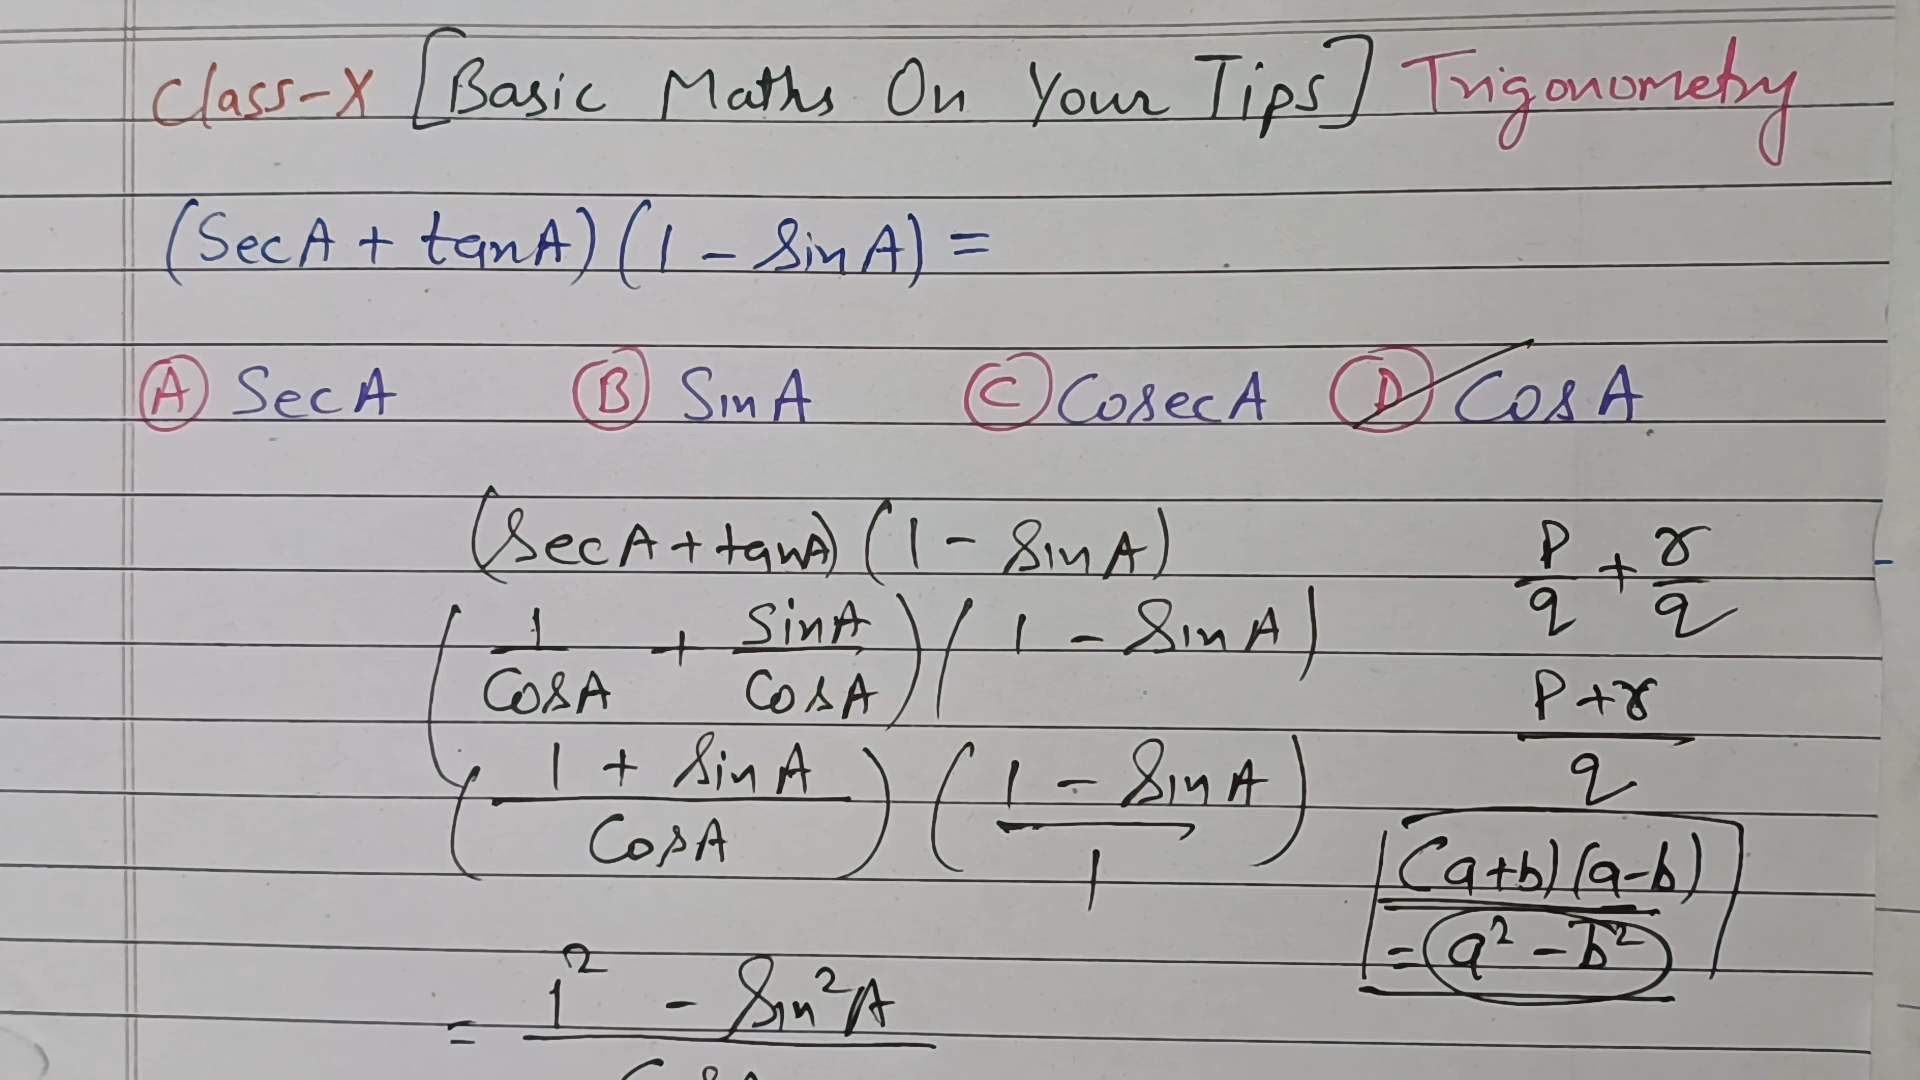 Class-X [Basic Maths On Your Tips] Trigonometry
(SecA + tanA) (1 - SinA) =
(A) SecA (B) SinA (C) CosecA (D) CosA
(SecA + tanA) (1 - SinA)
(1/CosA + SinA/CosA) (1 - SinA)
((1 + SinA)/CosA) ((1 - SinA)/1)
= (1² - Sin²A)/
p/q + r/q
(p+r)/q
(a+b) (a-b)
= a² - b²